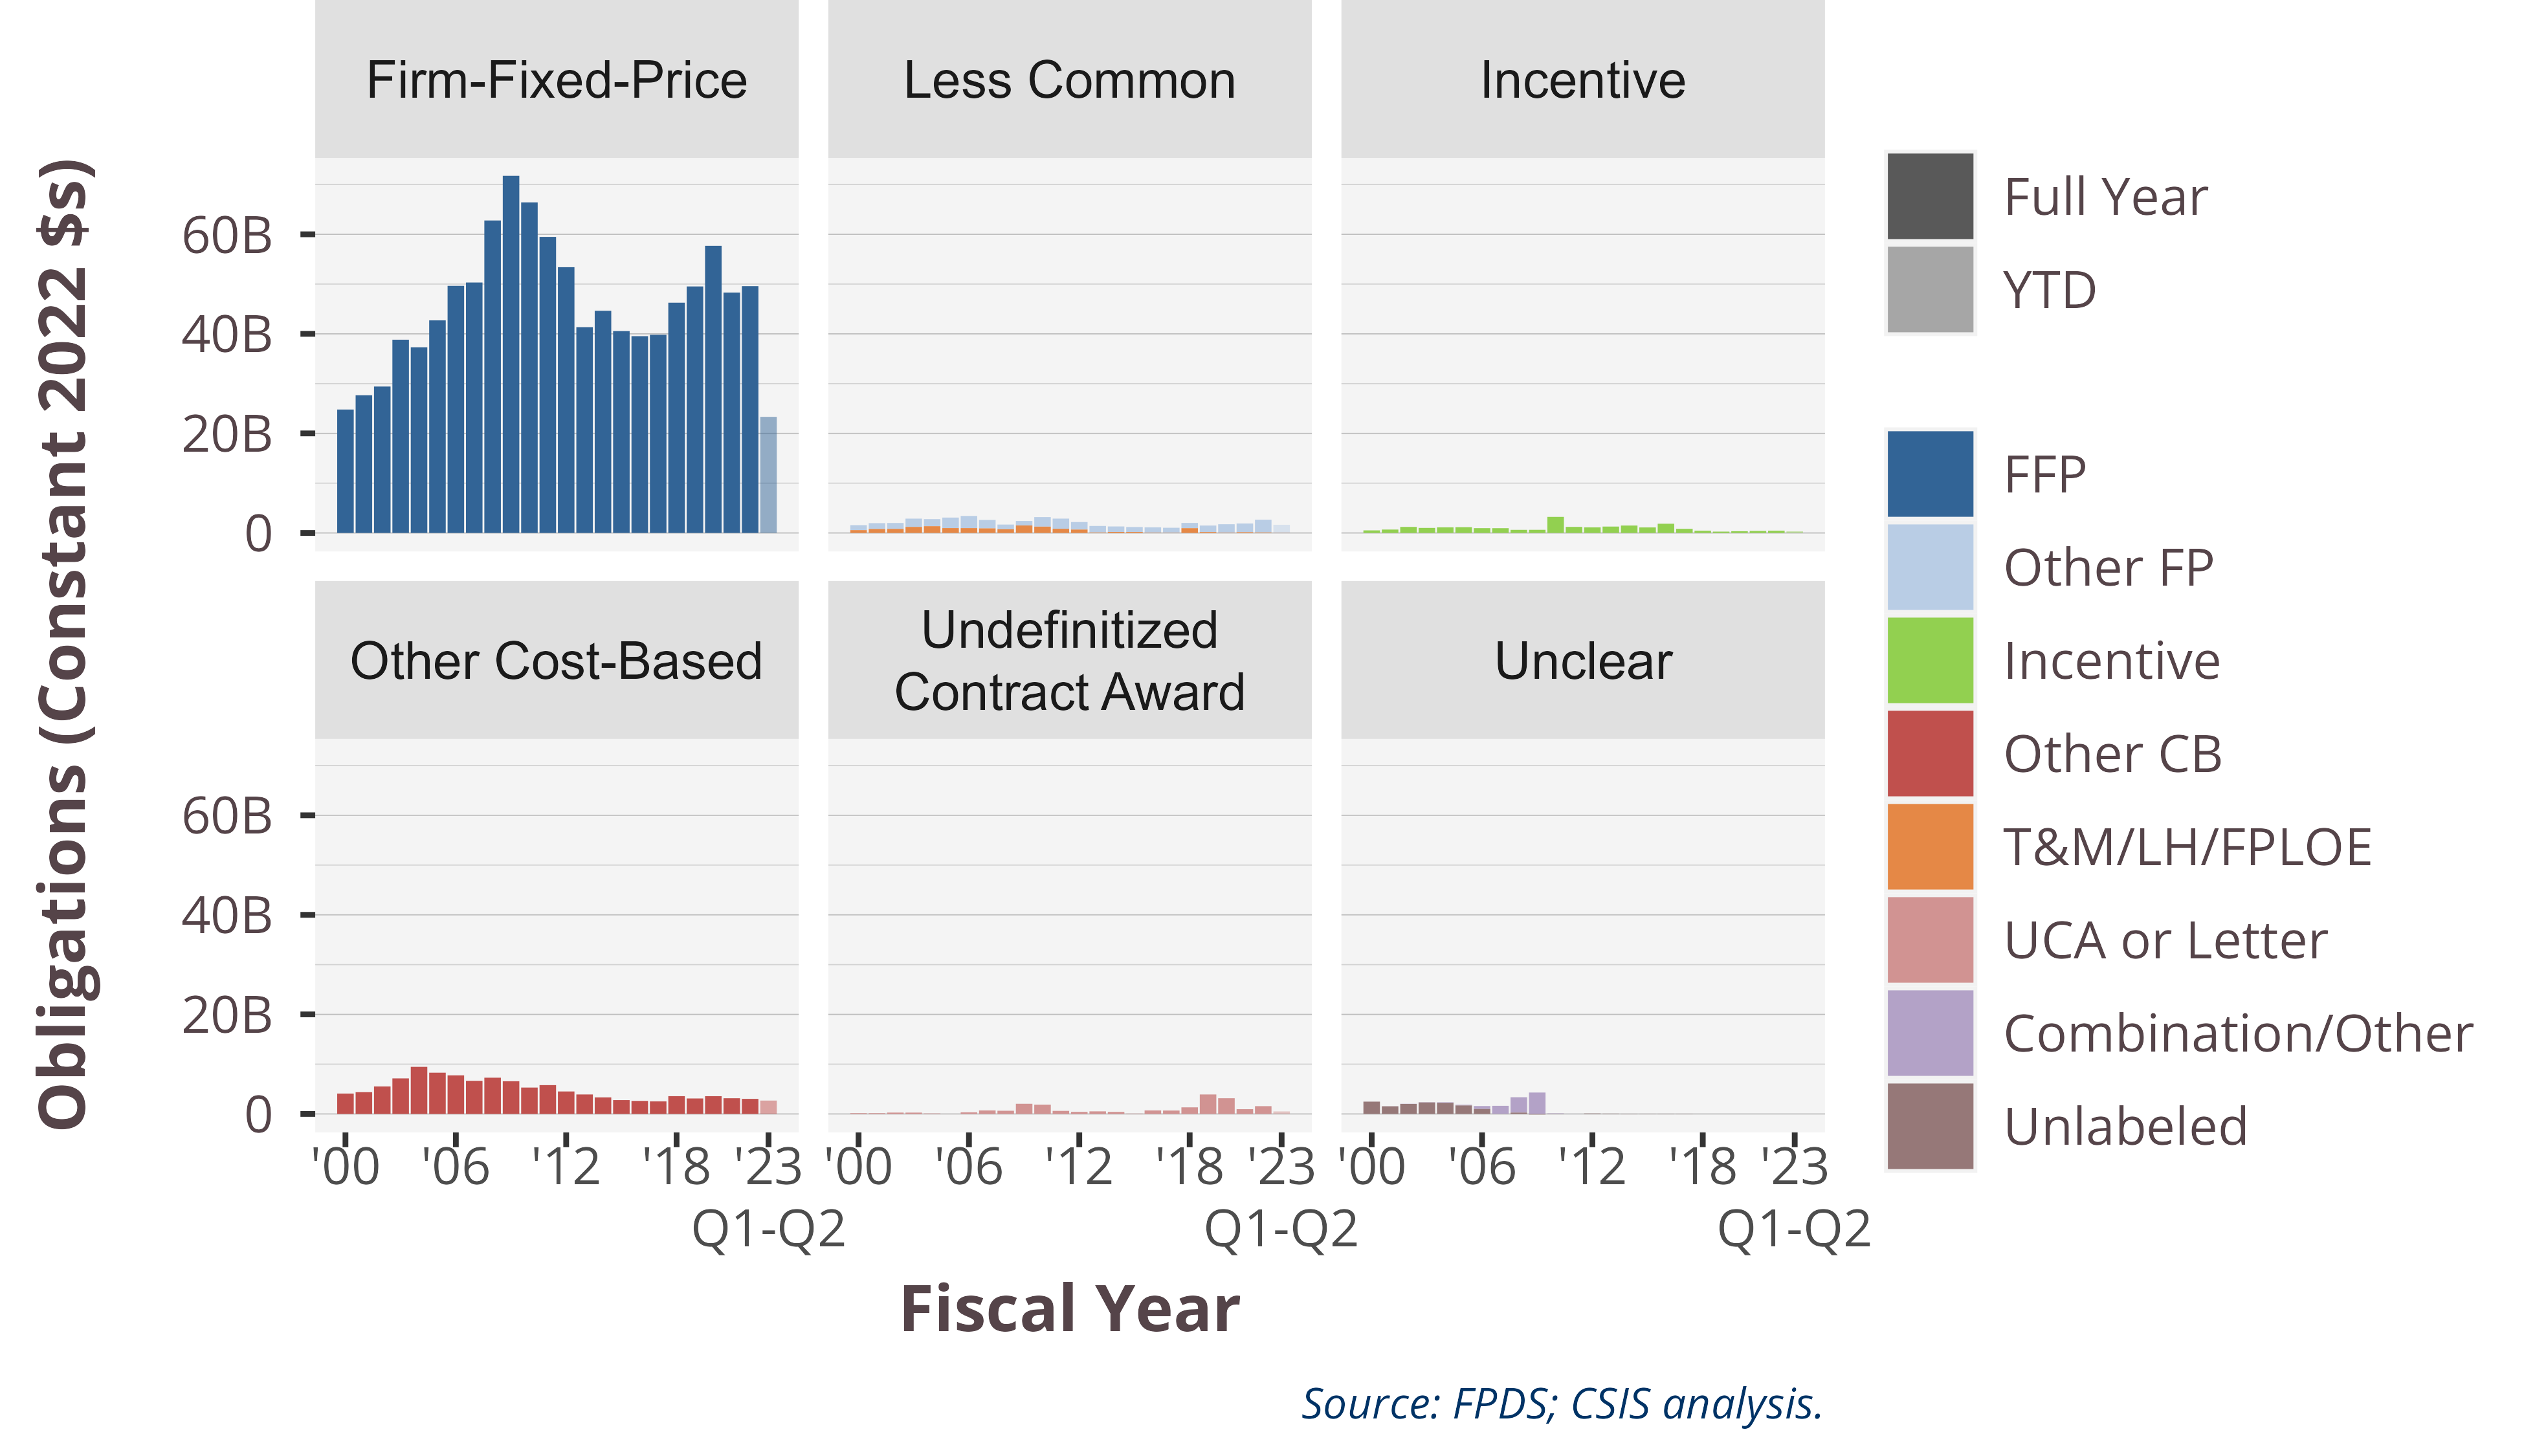 Firm-Fixed-Price
Less Common
Incentive
Obligations (Constant 2022 $s)
60B
40B
20B
0
Other Cost-Based
Undefinitized
Contract Award
Unclear
60B
40B
20B
0
'00 '06 '12 '18 '23
Q1-Q2
'00 '06 '12 '18 '23
Q1-Q2
'00 '06 '12 '18 '23
Q1-Q2
Fiscal Year
Full Year
YTD
FFP
Other FP
Incentive
Other CB
T&M/LH/FPLOE
UCA or Letter
Combination/Other
Unlabeled
Source: FPDS; CSIS analysis.